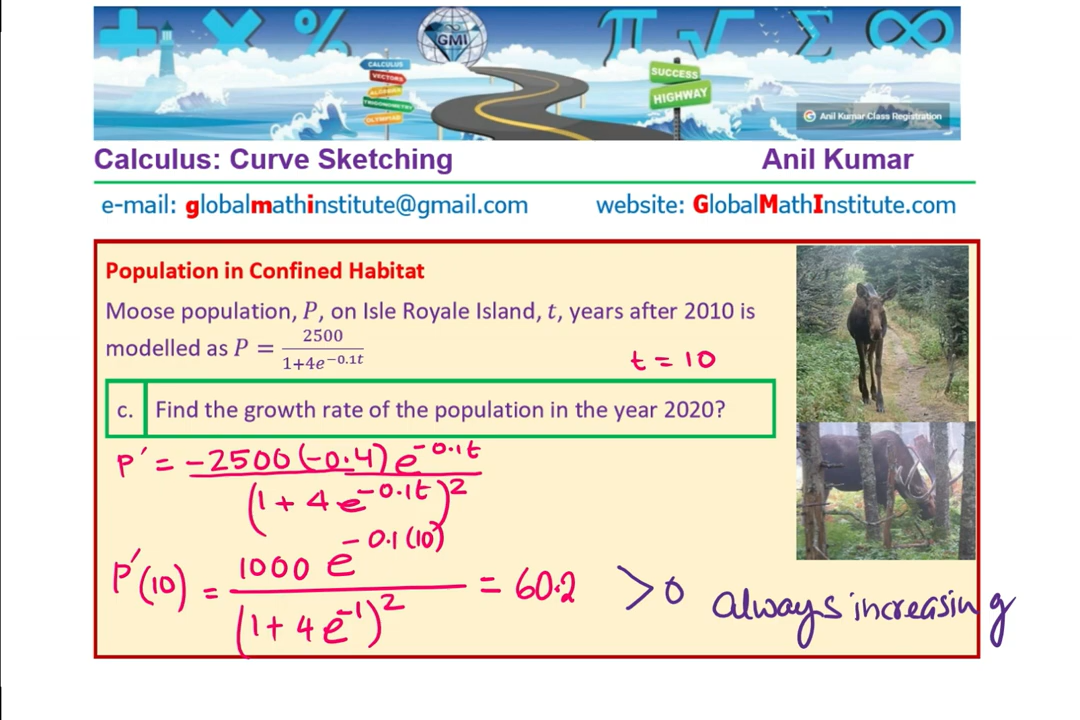 + × % π √ Σ ∞
GMI
CALCULUS
VECTORS
ALGEBRA
TRIGONOMETRY
OLYMPIAD
SUCCESS
HIGHWAY
G Anil Kumar Class Registration
Calculus: Curve Sketching Anil Kumar
e-mail: globalmathinstitute@gmail.com website: GlobalMathInstitute.com
Population in Confined Habitat
Moose population, P, on Isle Royale Island, t, years after 2010 is
modelled as P = 2500/(1+4e^(-0.1t))
t = 10
c. Find the growth rate of the population in the year 2020?
P' = -2500(-0.4)e^(-0.1t) / (1 + 4e^(-0.1t))^2
P'(10) = 1000 e^(-0.1(10)) / (1 + 4e^(-1))^2 = 60.2 > 0 always increasing